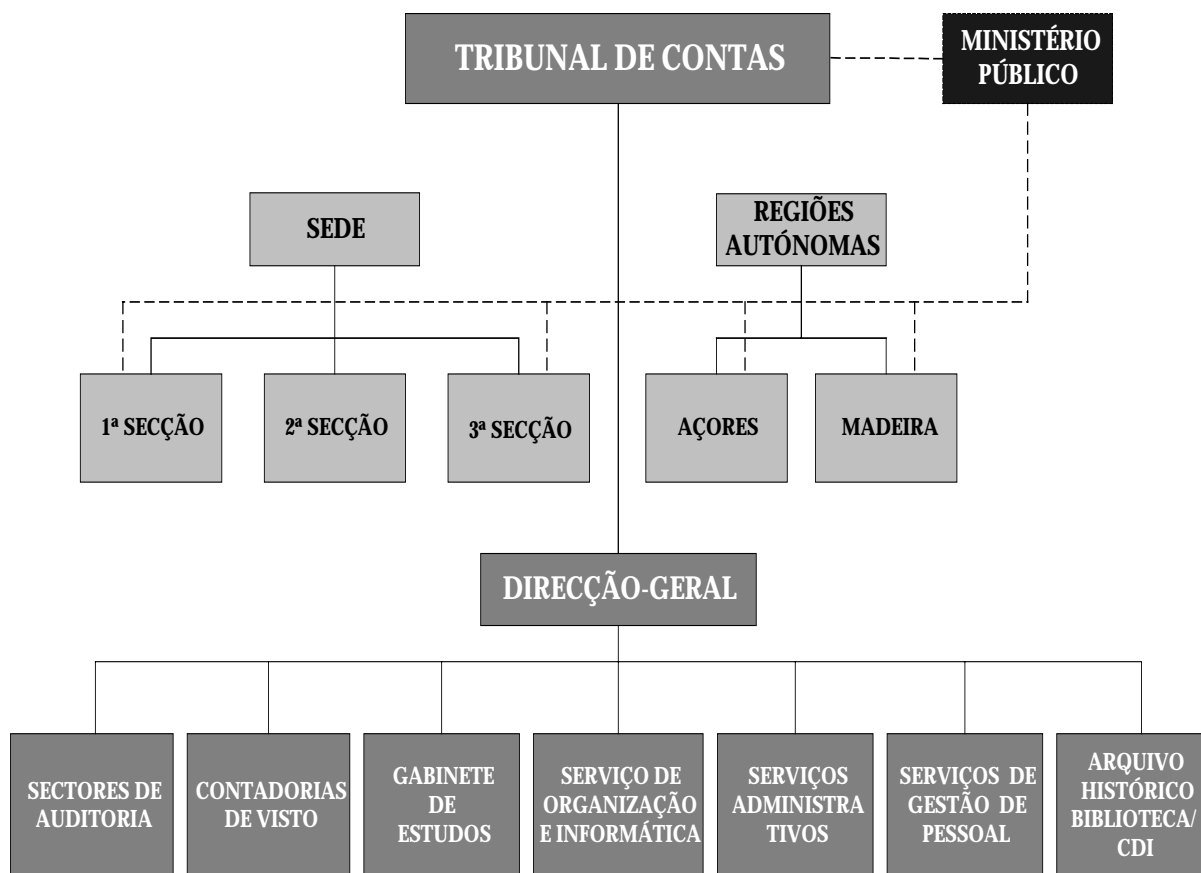 TRIBUNAL DE CONTAS
MINISTÉRIO
PÚBLICO
SEDE
REGIÕES
AUTÓNOMAS
1ª SECÇÃO
2ª SECÇÃO
3ª SECÇÃO
AÇORES
MADEIRA
DIRECÇÃO-GERAL
SECTORES DE
AUDITORIA
CONTADORIAS
DE VISTO
GABINETE
DE
ESTUDOS
SERVIÇO DE
ORGANIZAÇÃO
E INFORMÁTICA
SERVIÇOS
ADMINISTRA
TIVOS
SERVIÇOS DE
GESTÃO DE
PESSOAL
ARQUIVO
HISTÓRICO
BIBLIOTECA/
CDI